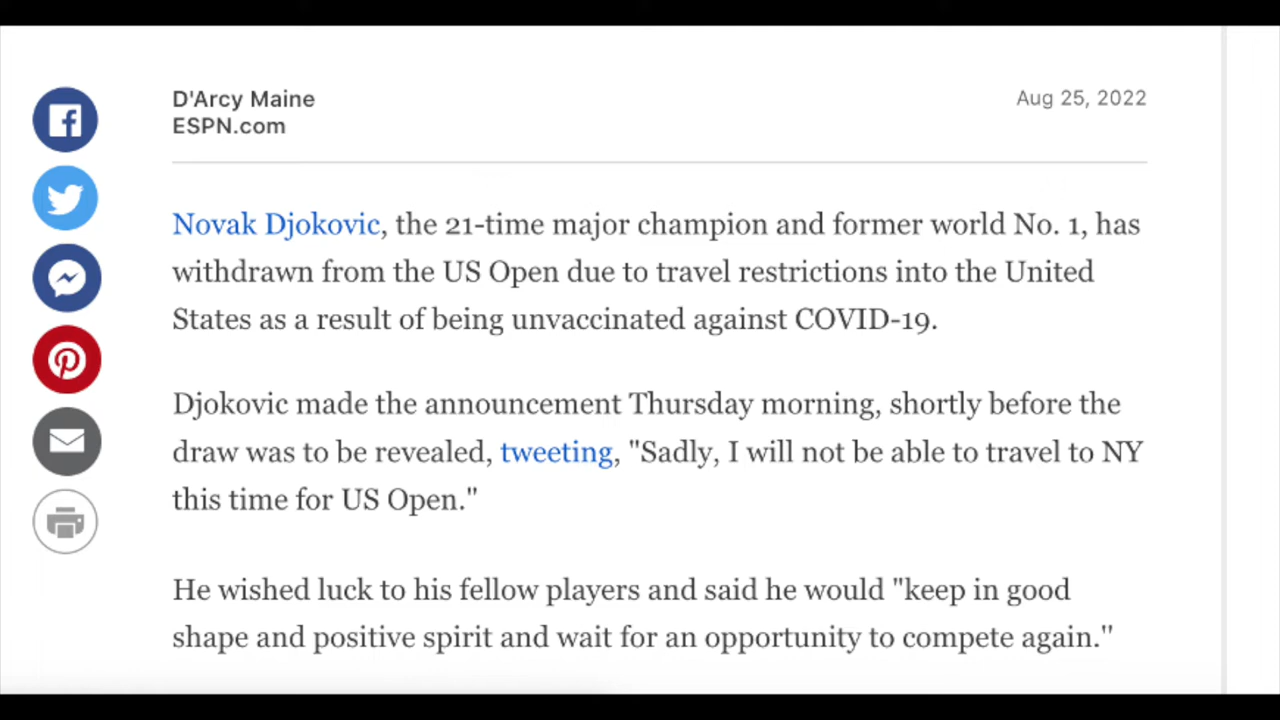 D'Arcy Maine
ESPN.com
Aug 25, 2022
Novak Djokovic, the 21-time major champion and former world No. 1, has
withdrawn from the US Open due to travel restrictions into the United
States as a result of being unvaccinated against COVID-19.
Djokovic made the announcement Thursday morning, shortly before the
draw was to be revealed, tweeting, "Sadly, I will not be able to travel to NY
this time for US Open."
He wished luck to his fellow players and said he would "keep in good
shape and positive spirit and wait for an opportunity to compete again."